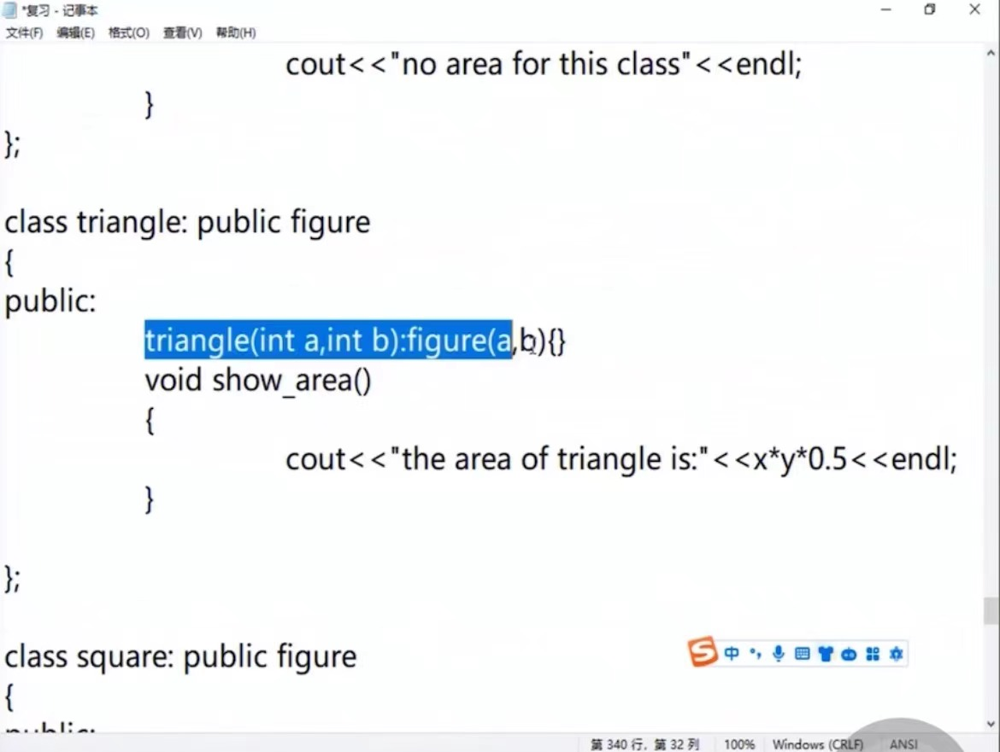 *复习 - 记事本
文件(F) 编辑(E) 格式(O) 查看(V) 帮助(H)
cout<<"no area for this class"<<endl;
}
};
class triangle: public figure
{
public:
triangle(int a,int b):figure(a,b){}
void show_area()
{
cout<<"the area of triangle is:"<<x*y*0.5<<endl;
}
};
class square: public figure
{
public:
S 中
第 340 行，第 32 列 100% Windows (CRLF) ANSI